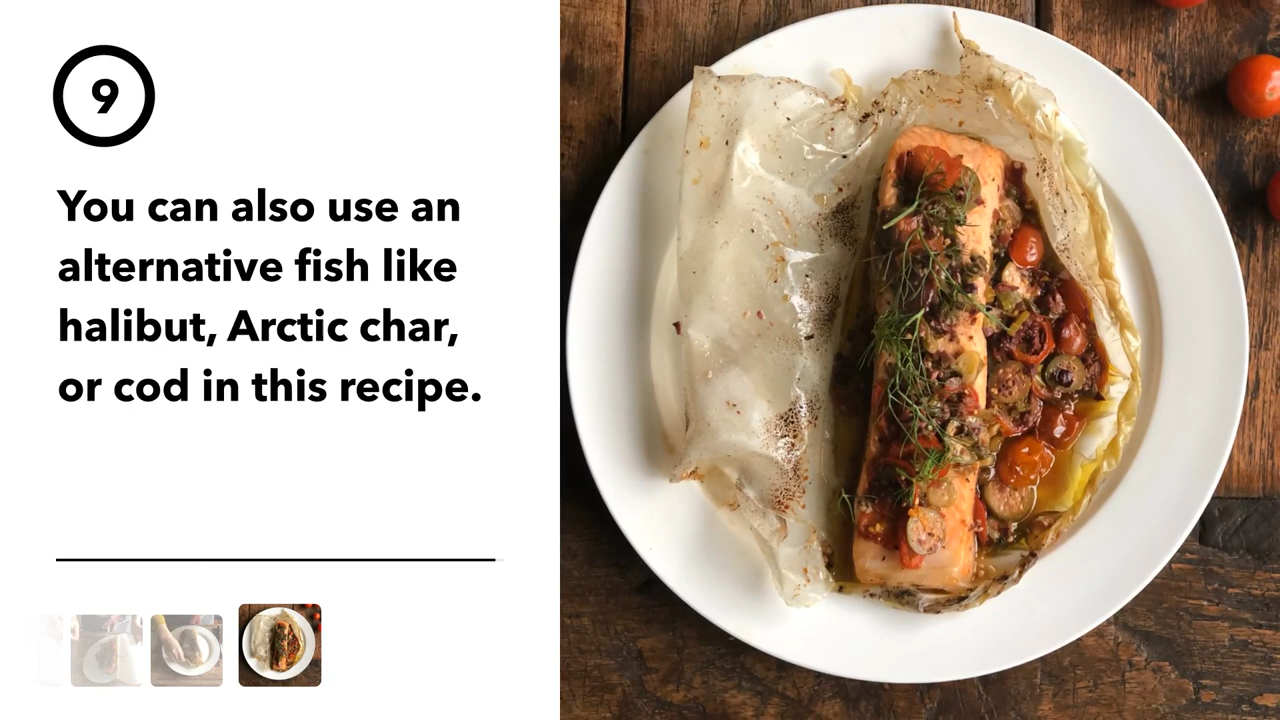 9
You can also use an
alternative fish like
halibut, Arctic char,
or cod in this recipe.